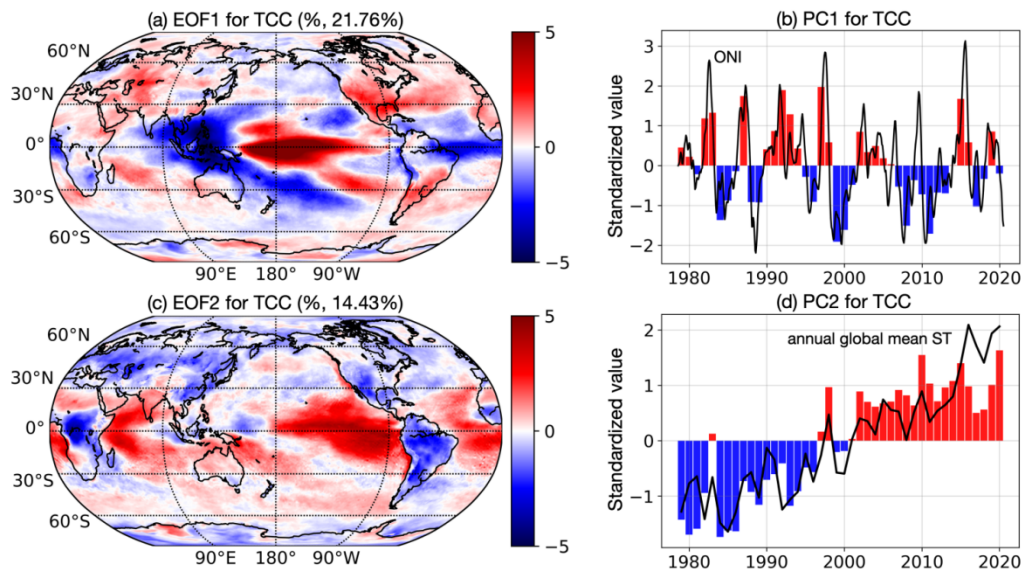 (a) EOF1 for TCC (%, 21.76%)
60°N
30°N
0°
30°S
60°S
90°E 180° 90°W
5
0
−5
(b) PC1 for TCC
Standardized value
3
2
1
0
−1
−2
ONI
1979 1990 2000 2010 2020
(c) EOF2 for TCC (%, 14.43%)
60°N
30°N
0°
30°S
60°S
90°E 180° 90°W
5
0
−5
(d) PC2 for TCC
Standardized value
2
1
0
−1
annual global mean ST
1980 1990 2000 2010 2020